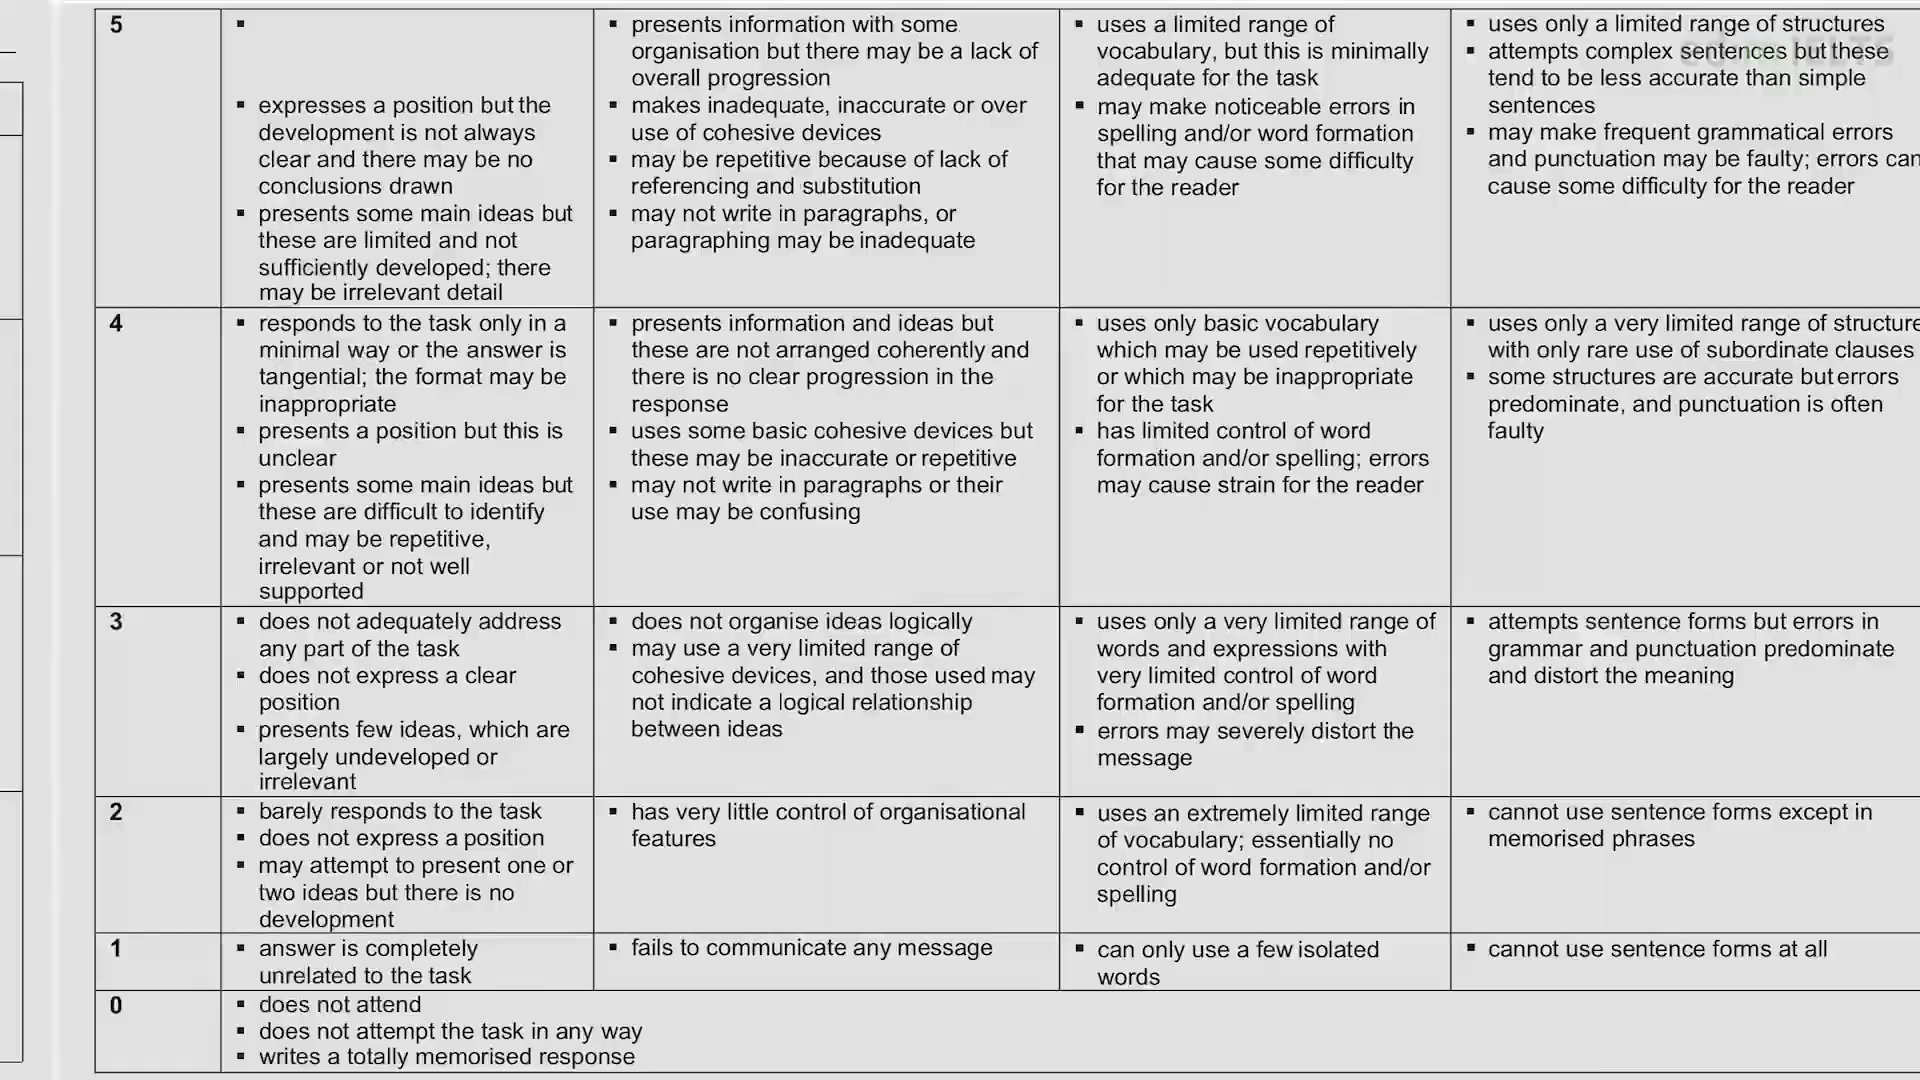 5
▪
▪ expresses a position but the
development is not always
clear and there may be no
conclusions drawn
▪ presents some main ideas but
these are limited and not
sufficiently developed; there
may be irrelevant detail
▪ presents information with some
organisation but there may be a lack of
overall progression
▪ makes inadequate, inaccurate or over
use of cohesive devices
▪ may be repetitive because of lack of
referencing and substitution
▪ may not write in paragraphs, or
paragraphing may be inadequate
▪ uses a limited range of
vocabulary, but this is minimally
adequate for the task
▪ may make noticeable errors in
spelling and/or word formation
that may cause some difficulty
for the reader
▪ uses only a limited range of structures
▪ attempts complex sentences but these
tend to be less accurate than simple
sentences
▪ may make frequent grammatical errors
and punctuation may be faulty; errors can
cause some difficulty for the reader
IELTS
4
▪ responds to the task only in a
minimal way or the answer is
tangential; the format may be
inappropriate
▪ presents a position but this is
unclear
▪ presents some main ideas but
these are difficult to identify
and may be repetitive,
irrelevant or not well
supported
▪ presents information and ideas but
these are not arranged coherently and
there is no clear progression in the
response
▪ uses some basic cohesive devices but
these may be inaccurate or repetitive
▪ may not write in paragraphs or their
use may be confusing
▪ uses only basic vocabulary
which may be used repetitively
or which may be inappropriate
for the task
▪ has limited control of word
formation and/or spelling; errors
may cause strain for the reader
▪ uses only a very limited range of structure
with only rare use of subordinate clauses
▪ some structures are accurate but errors
predominate, and punctuation is often
faulty
3
▪ does not adequately address
any part of the task
▪ does not express a clear
position
▪ presents few ideas, which are
largely undeveloped or
irrelevant
▪ does not organise ideas logically
▪ may use a very limited range of
cohesive devices, and those used may
not indicate a logical relationship
between ideas
▪ uses only a very limited range of
words and expressions with
very limited control of word
formation and/or spelling
▪ errors may severely distort the
message
▪ attempts sentence forms but errors in
grammar and punctuation predominate
and distort the meaning
2
▪ barely responds to the task
▪ does not express a position
▪ may attempt to present one or
two ideas but there is no
development
▪ has very little control of organisational
features
▪ uses an extremely limited range
of vocabulary; essentially no
control of word formation and/or
spelling
▪ cannot use sentence forms except in
memorised phrases
1
▪ answer is completely
unrelated to the task
▪ fails to communicate any message
▪ can only use a few isolated
words
▪ cannot use sentence forms at all
0
▪ does not attend
▪ does not attempt the task in any way
▪ writes a totally memorised response